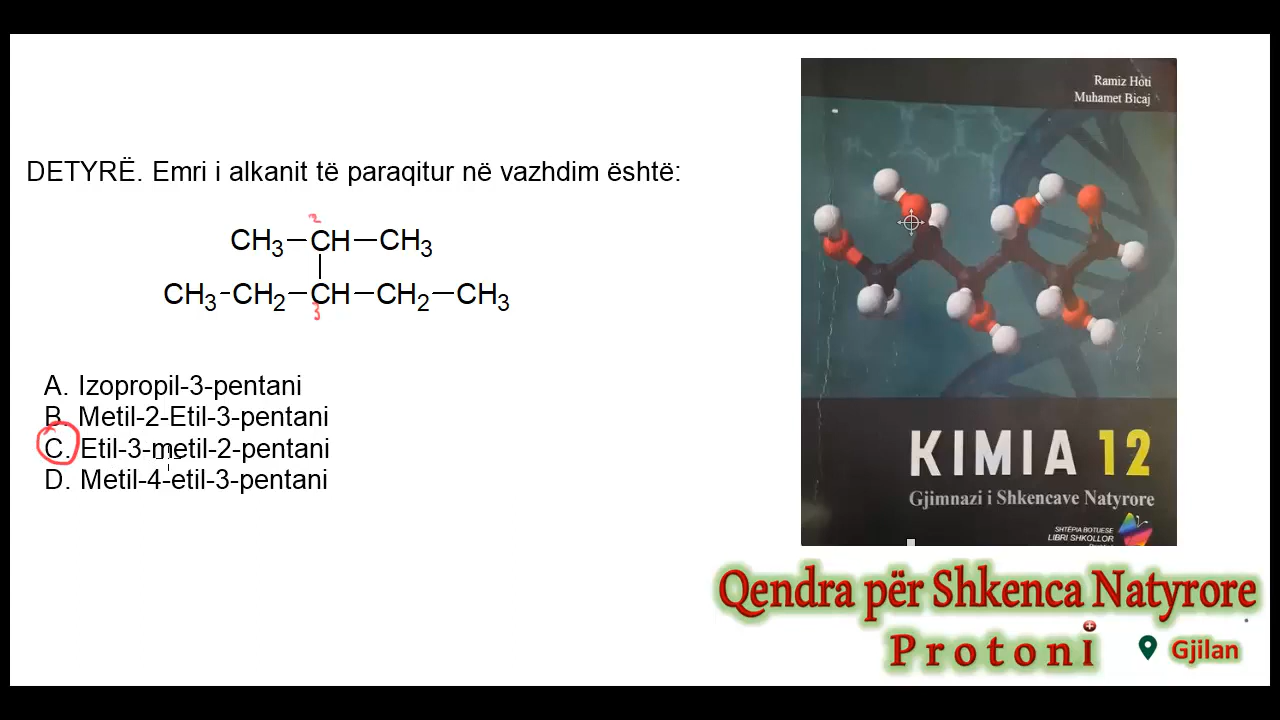 Ramiz Hoti
Muhamet Bicaj
DETYRË. Emri i alkanit të paraqitur në vazhdim është:
2
CH3—CH—CH3
CH3-CH2—CH—CH2—CH3
3
A. Izopropil-3-pentani
B. Metil-2-Etil-3-pentani
C. Etil-3-metil-2-pentani
D. Metil-4-etil-3-pentani
KIMIA 12
Gjimnazi i Shkencave Natyrore
SHTËPIA BOTUESE
LIBRI SHKOLLOR
Qendra për Shkenca Natyrore
Protoni
Gjilan